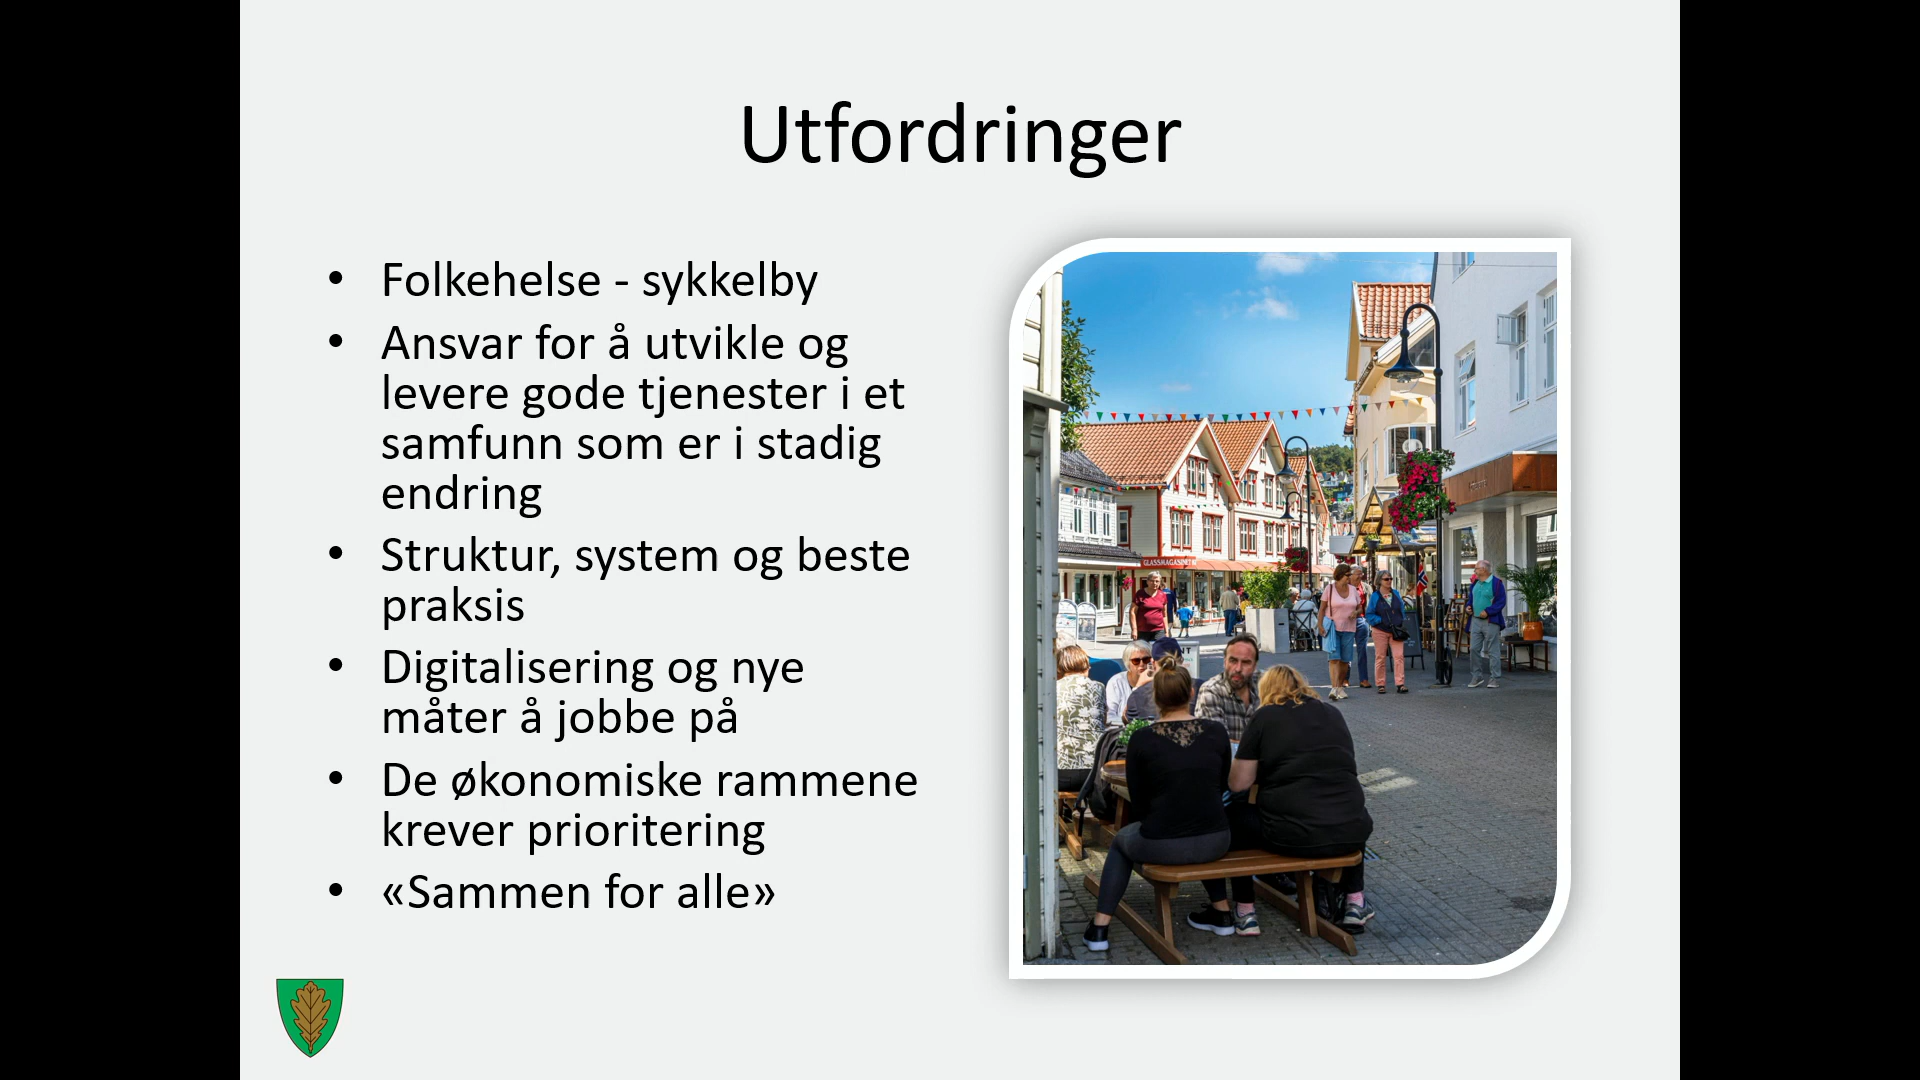 Utfordringer
• Folkehelse - sykkelby
• Ansvar for å utvikle og
levere gode tjenester i et
samfunn som er i stadig
endring
• Struktur, system og beste
praksis
• Digitalisering og nye
måter å jobbe på
• De økonomiske rammene
krever prioritering
• «Sammen for alle»